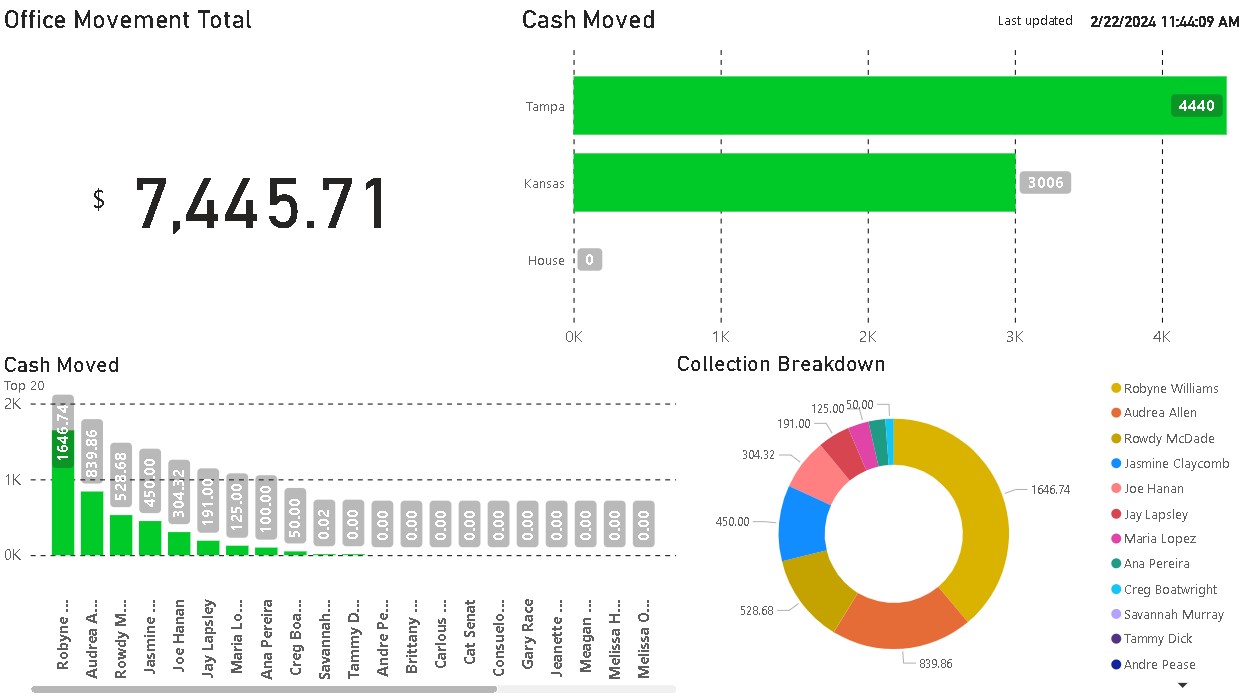 Office Movement Total
$ 7,445.71
Cash Moved
Last updated 2/22/2024 11:44:09 AM
Tampa
4440
Kansas
3006
House
0
0K 1K 2K 3K 4K
Cash Moved
Top 20
2K
1K
0K
1646.74
839.86
528.68
450.00
304.32
191.00
125.00
100.00
50.00
0.02
0.00
0.00
0.00
0.00
0.00
0.00
0.00
0.00
0.00
0.00
0.00
Robyne ...
Audrea A...
Rowdy M...
Jasmine ...
Joe Hanan
Jay Lapsley
Maria Lo...
Ana Pereira
Creg Boa...
Savannah...
Tammy D...
Andre Pe...
Brittany ...
Carlous ...
Cat Senat
Consuelo...
Gary Race
Jeanette ...
Meagan ...
Melissa H...
Melissa O...
Collection Breakdown
1646.74
839.86
528.68
450.00
304.32
191.00
125.00
50.00
Robyne Williams
Audrea Allen
Rowdy McDade
Jasmine Claycomb
Joe Hanan
Jay Lapsley
Maria Lopez
Ana Pereira
Creg Boatwright
Savannah Murray
Tammy Dick
Andre Pease